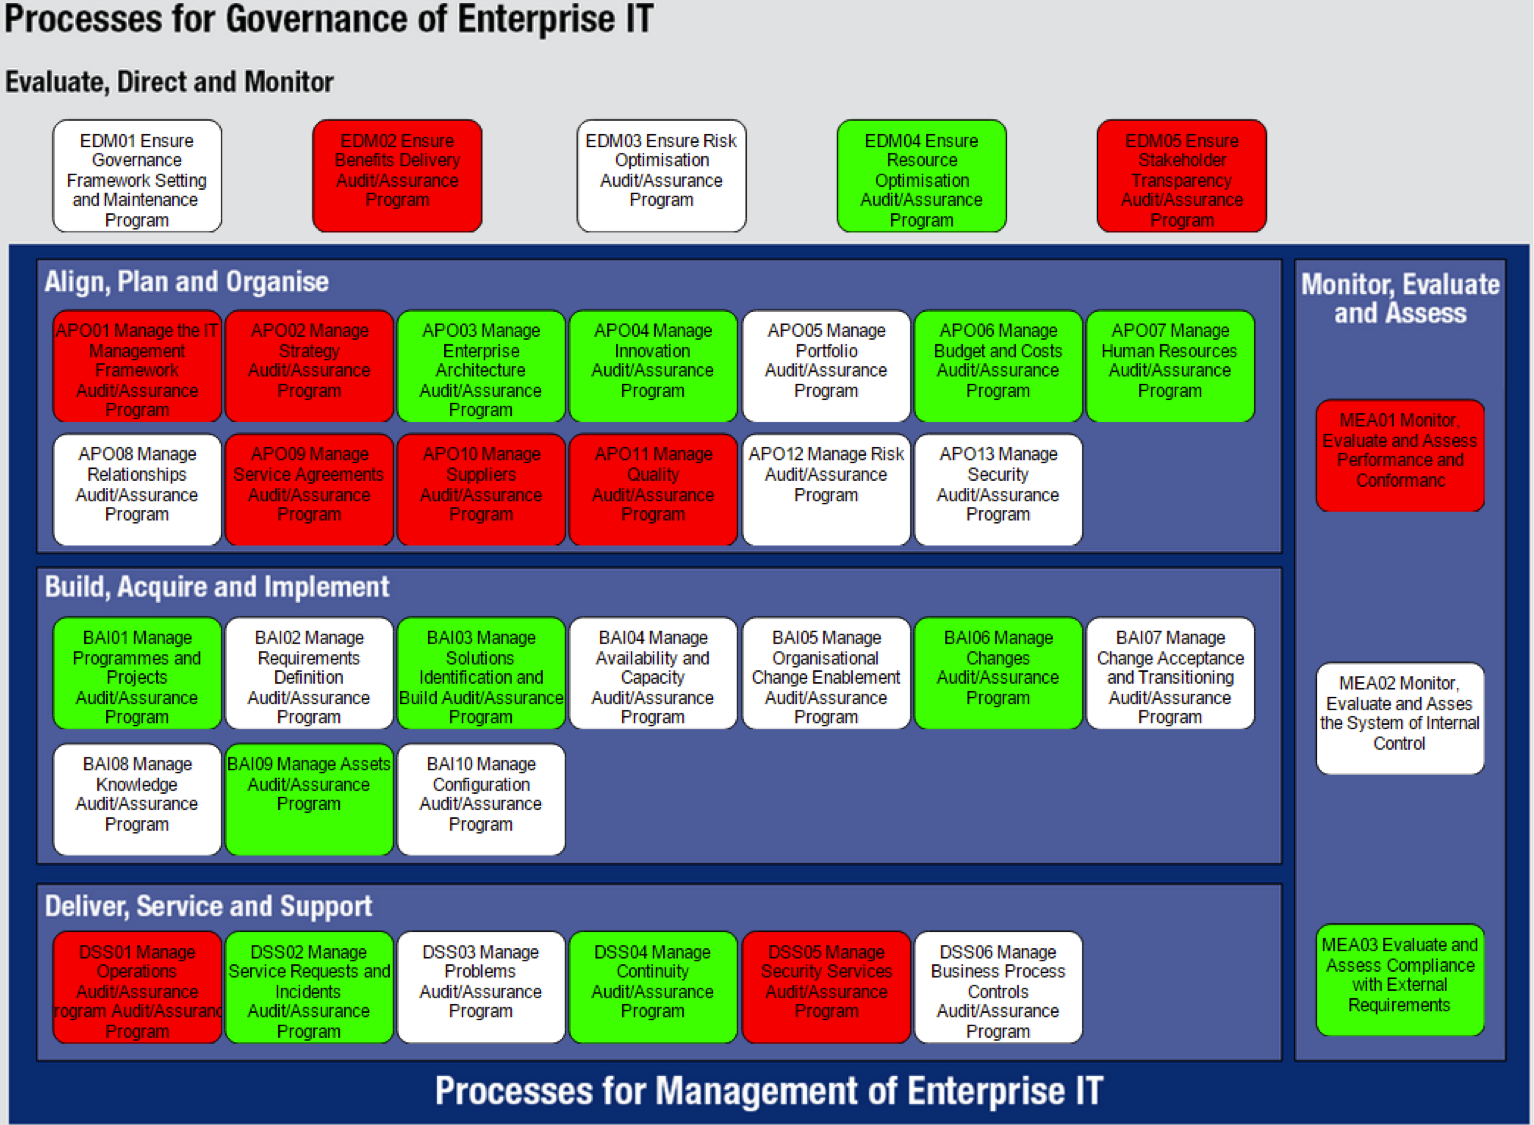 Processes for Governance of Enterprise IT
Evaluate, Direct and Monitor
EDM01 Ensure
Governance
Framework Setting
and Maintenance
Program
EDM02 Ensure
Benefits Delivery
Audit/Assurance
Program
EDM03 Ensure Risk
Optimisation
Audit/Assurance
Program
EDM04 Ensure
Resource
Optimisation
Audit/Assurance
Program
EDM05 Ensure
Stakeholder
Transparency
Audit/Assurance
Program
Align, Plan and Organise
APO01 Manage the IT
Management
Framework
Audit/Assurance
Program
APO02 Manage
Strategy
Audit/Assurance
Program
APO03 Manage
Enterprise
Architecture
Audit/Assurance
Program
APO04 Manage
Innovation
Audit/Assurance
Program
APO05 Manage
Portfolio
Audit/Assurance
Program
APO06 Manage
Budget and Costs
Audit/Assurance
Program
APO07 Manage
Human Resources
Audit/Assurance
Program
APO08 Manage
Relationships
Audit/Assurance
Program
APO09 Manage
Service Agreements
Audit/Assurance
Program
APO10 Manage
Suppliers
Audit/Assurance
Program
APO11 Manage
Quality
Audit/Assurance
Program
APO12 Manage Risk
Audit/Assurance
Program
APO13 Manage
Security
Audit/Assurance
Program
Build, Acquire and Implement
BAI01 Manage
Programmes and
Projects
Audit/Assurance
Program
BAI02 Manage
Requirements
Definition
Audit/Assurance
Program
BAI03 Manage
Solutions
Identification and
Build Audit/Assurance
Program
BAI04 Manage
Availability and
Capacity
Audit/Assurance
Program
BAI05 Manage
Organisational
Change Enablement
Audit/Assurance
Program
BAI06 Manage
Changes
Audit/Assurance
Program
BAI07 Manage
Change Acceptance
and Transitioning
Audit/Assurance
Program
BAI08 Manage
Knowledge
Audit/Assurance
Program
BAI09 Manage Assets
Audit/Assurance
Program
BAI10 Manage
Configuration
Audit/Assurance
Program
Deliver, Service and Support
DSS01 Manage
Operations
Audit/Assurance
rogram Audit/Assuranc
Program
DSS02 Manage
Service Requests and
Incidents
Audit/Assurance
Program
DSS03 Manage
Problems
Audit/Assurance
Program
DSS04 Manage
Continuity
Audit/Assurance
Program
DSS05 Manage
Security Services
Audit/Assurance
Program
DSS06 Manage
Business Process
Controls
Audit/Assurance
Program
Monitor, Evaluate
and Assess
MEA01 Monitor,
Evaluate and Assess
Performance and
Conformanc
MEA02 Monitor,
Evaluate and Asses
the System of Internal
Control
MEA03 Evaluate and
Assess Compliance
with External
Requirements
Processes for Management of Enterprise IT